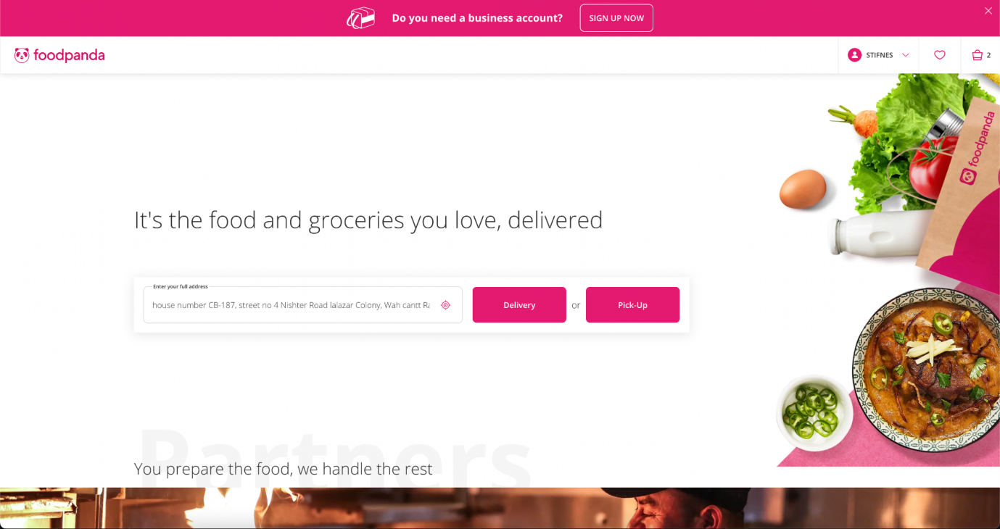 Do you need a business account?
SIGN UP NOW
foodpanda
STIFNES
2
foodpanda
It's the food and groceries you love, delivered
Enter your full address
house number CB-187, street no 4 Nishter Road lalazar Colony, Wah cantt
Delivery
or
Pick-Up
Partners
You prepare the food, we handle the rest